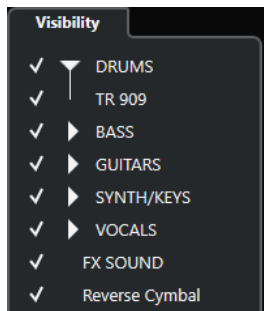 Visibility
DRUMS
TR 909
BASS
GUITARS
SYNTH/KEYS
VOCALS
FX SOUND
Reverse Cymbal